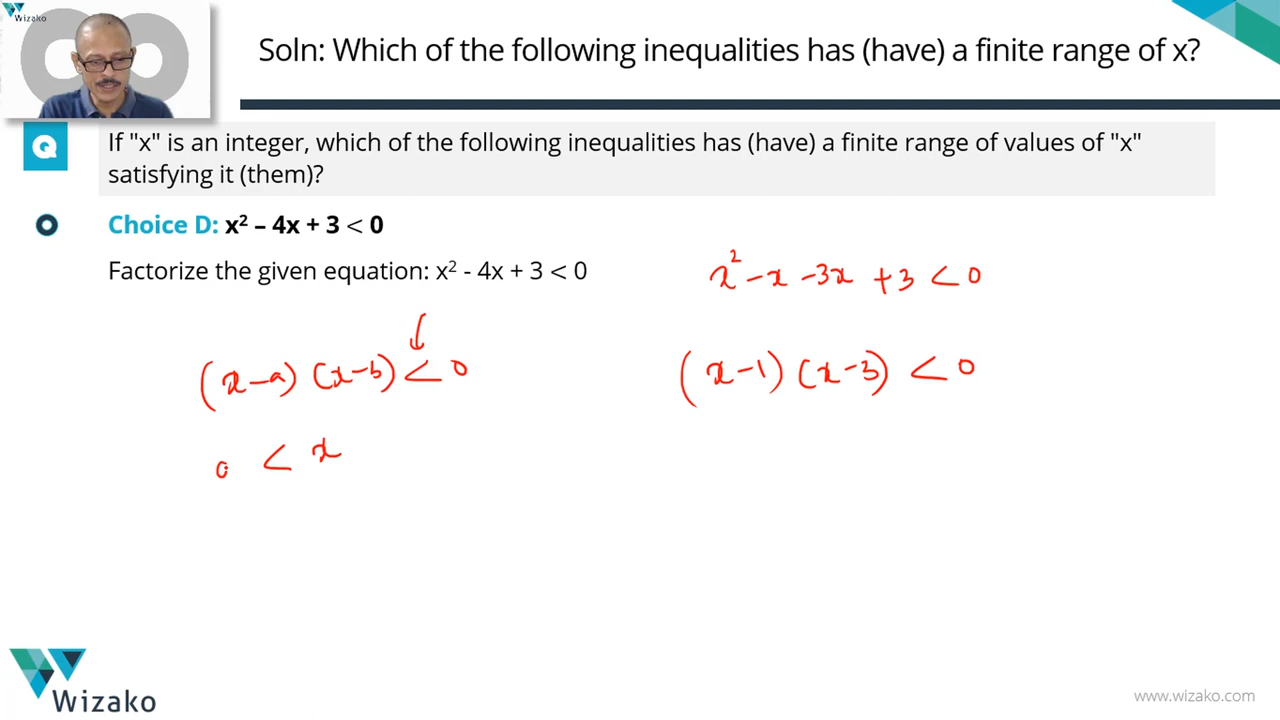 Wizako
Soln: Which of the following inequalities has (have) a finite range of x?
Q
If "x" is an integer, which of the following inequalities has (have) a finite range of values of "x"
satisfying it (them)?
Choice D: x² – 4x + 3 < 0
Factorize the given equation: x² - 4x + 3 < 0
x² - x - 3x + 3 < 0
(x-a) (x-b) < 0
(x-1) (x-3) < 0
< x
Wizako
www.wizako.com